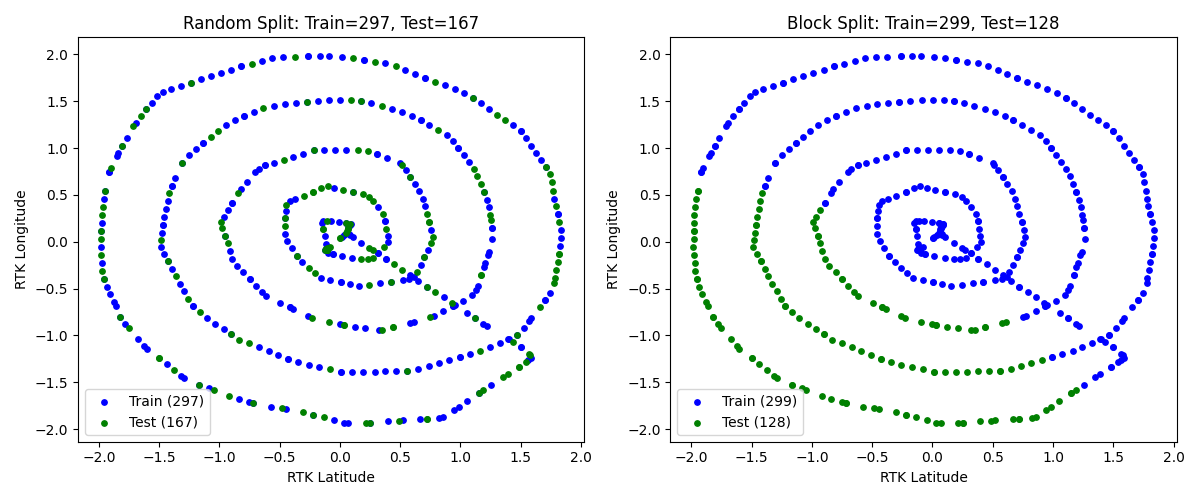 Random Split: Train=297, Test=167
2.0
1.5
1.0
0.5
0.0
−0.5
−1.0
−1.5
−2.0
RTK Longitude
Train (297)
Test (167)
−2.0 −1.5 −1.0 −0.5 0.0 0.5 1.0 1.5 2.0
RTK Latitude
Block Split: Train=299, Test=128
2.0
1.5
1.0
0.5
0.0
−0.5
−1.0
−1.5
−2.0
RTK Longitude
Train (299)
Test (128)
−2.0 −1.5 −1.0 −0.5 0.0 0.5 1.0 1.5 2.0
RTK Latitude